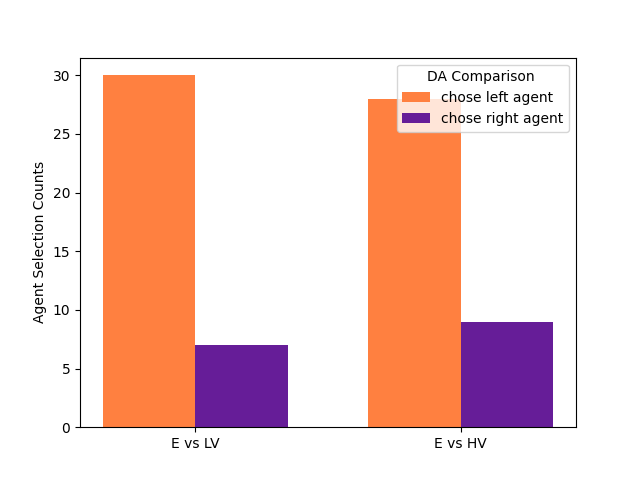 DA Comparison
chose left agent
chose right agent
Agent Selection Counts
30
25
20
15
10
5
0
E vs LV
E vs HV